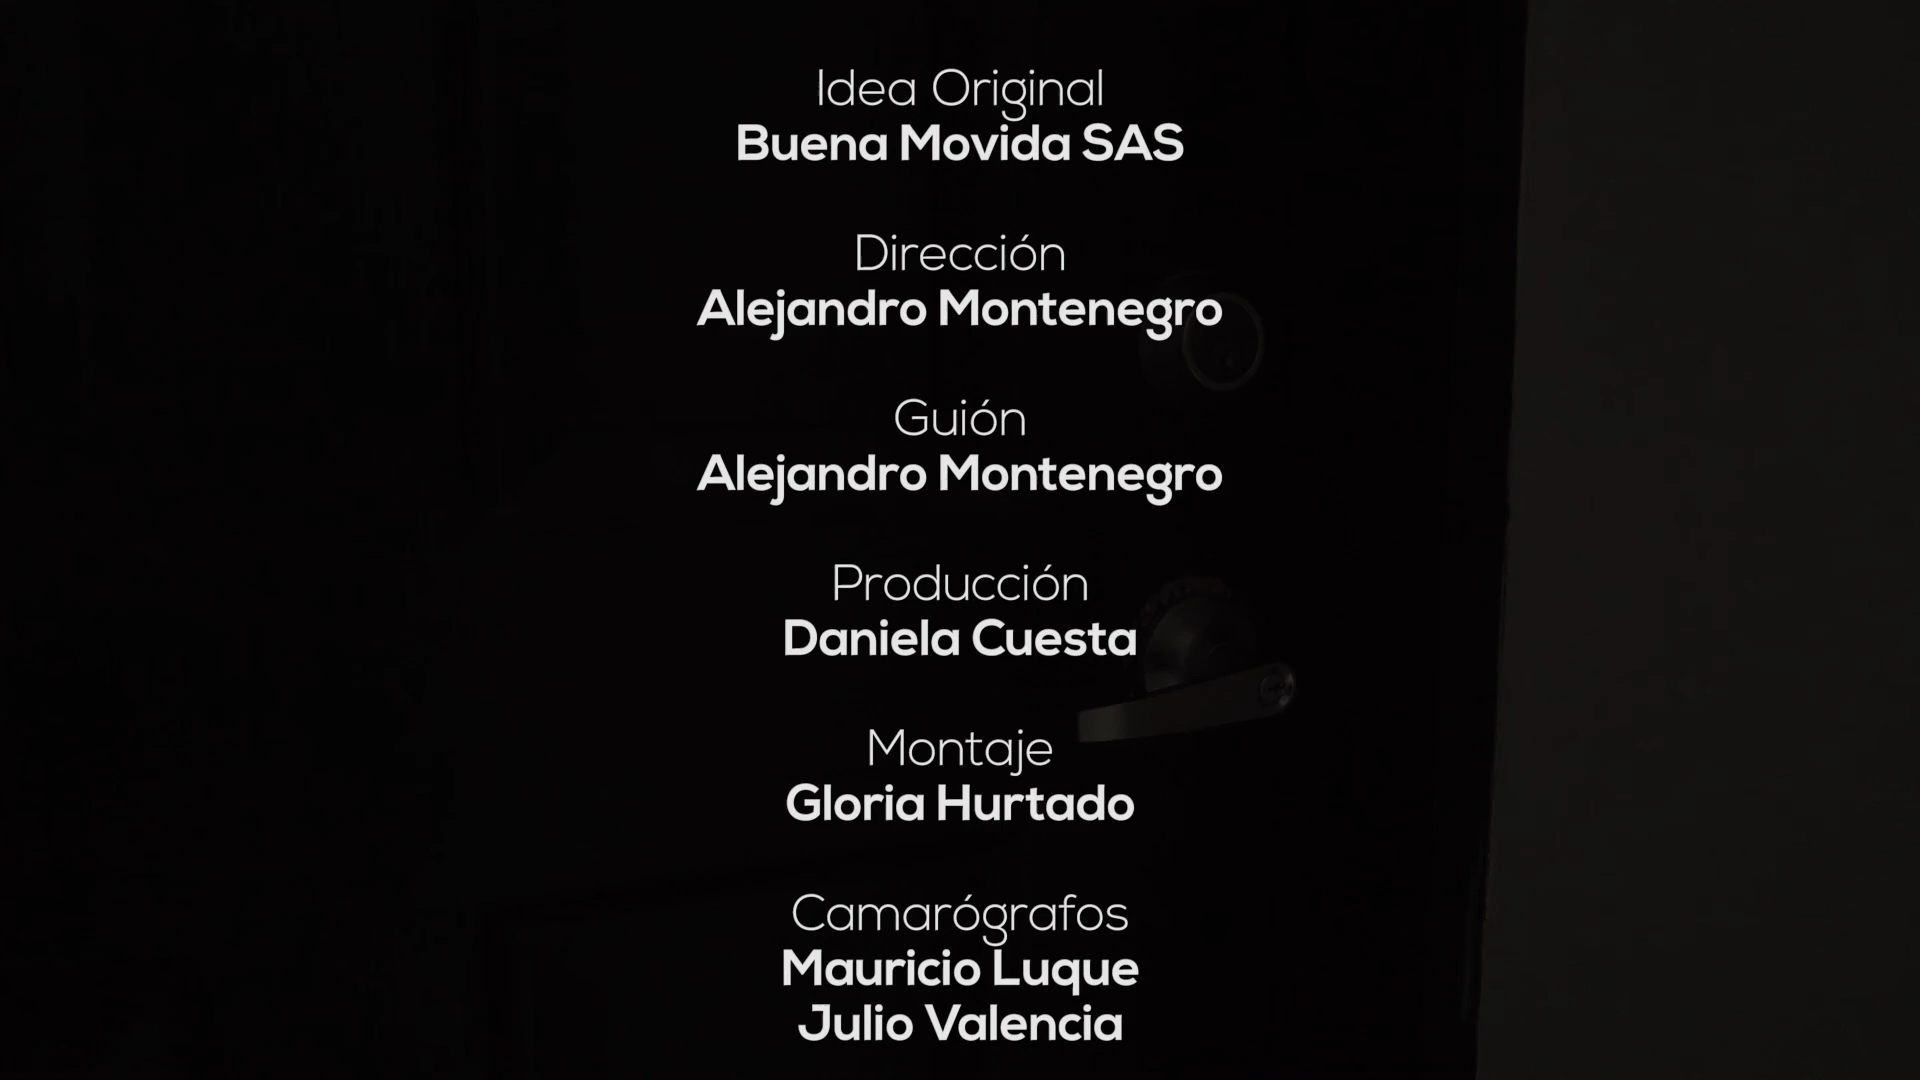 Idea Original
Buena Movida SAS
Dirección
Alejandro Montenegro
Guión
Alejandro Montenegro
Producción
Daniela Cuesta
Montaje
Gloria Hurtado
Camarógrafos
Mauricio Luque
Julio Valencia